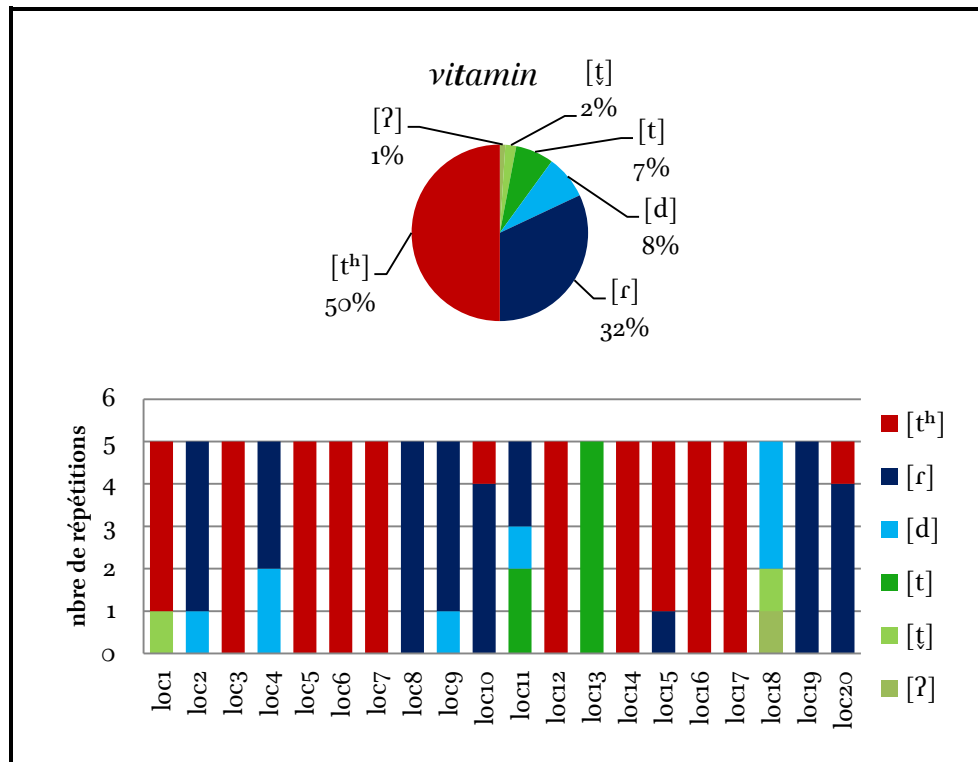 vitamin
[t̬]
2%
[ʔ]
1%
[t]
7%
[d]
8%
[tʰ]
50%
[ɾ]
32%
nbre de répétitions
6
5
4
3
2
1
0
loc1
loc2
loc3
loc4
loc5
loc6
loc7
loc8
loc9
loc10
loc11
loc12
loc13
loc14
loc15
loc16
loc17
loc18
loc19
loc20
[tʰ]
[ɾ]
[d]
[t]
[t̬]
[ʔ]